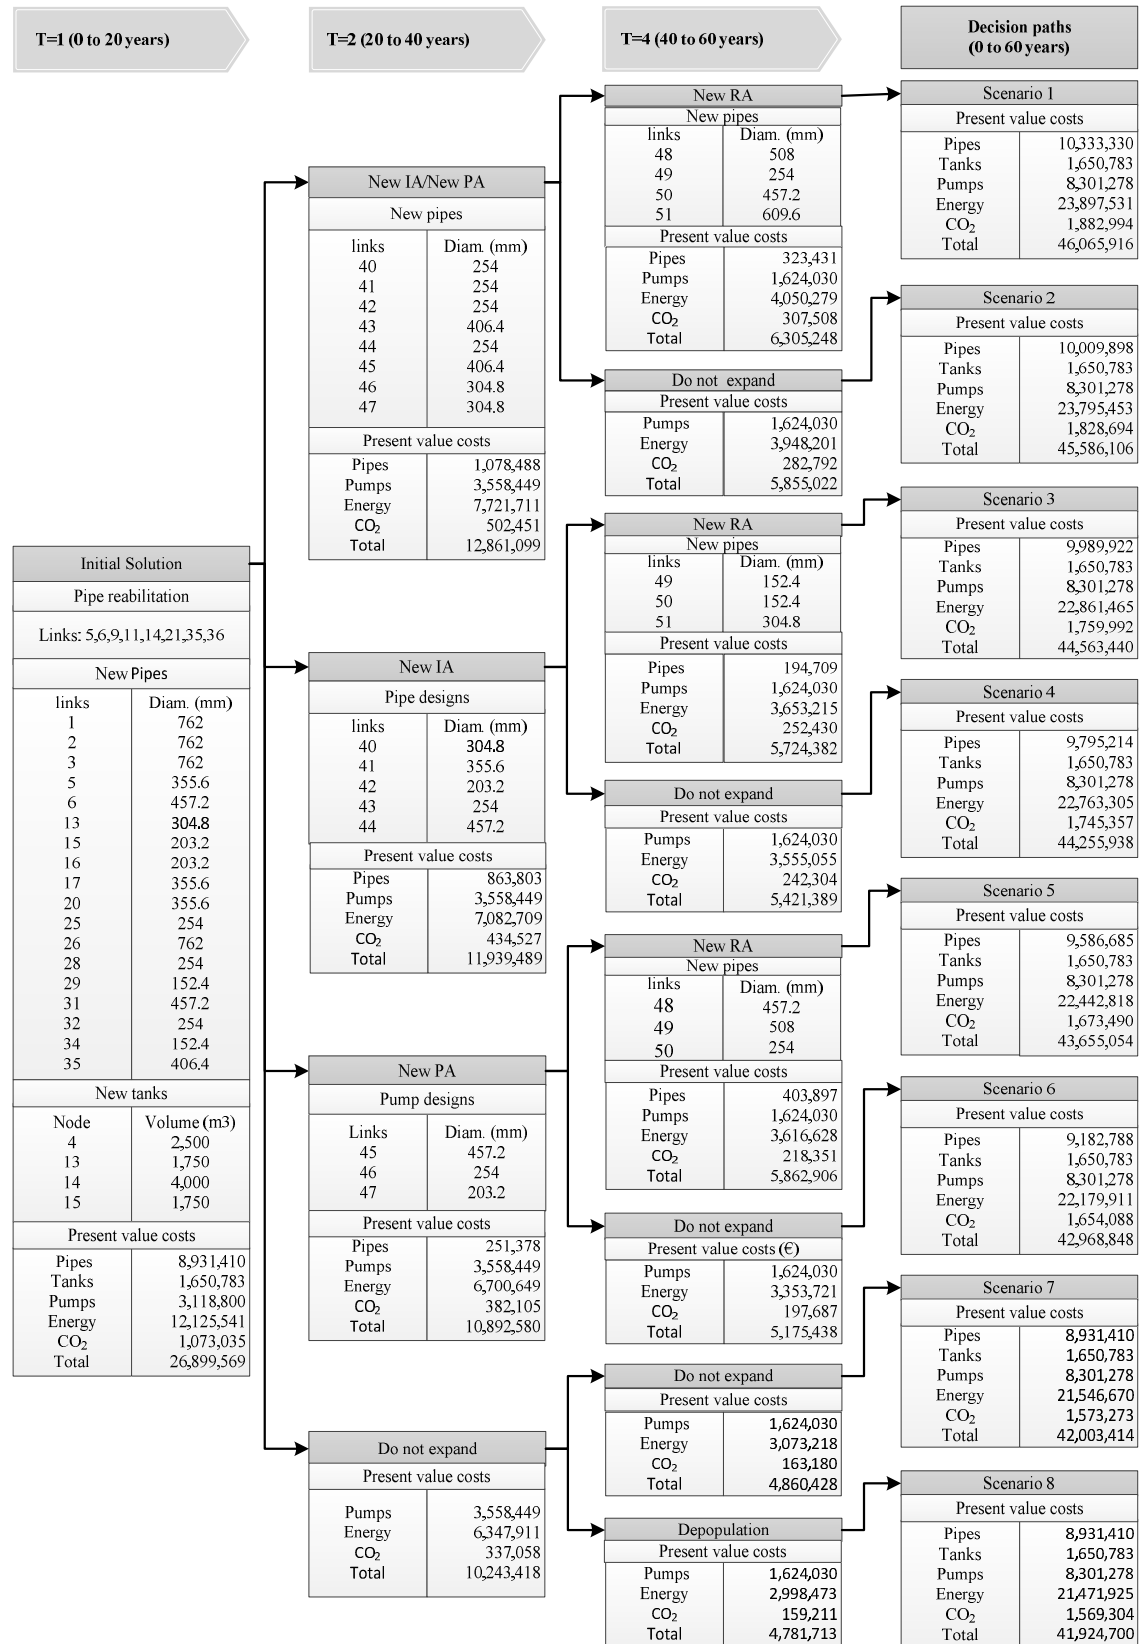 T=1 (0 to 20 years)
T=2 (20 to 40 years)
T=4 (40 to 60 years)
Decision paths
(0 to 60 years)
Initial Solution
Pipe reabilitation
Links: 5,6,9,11,14,21,35,36
New Pipes
links Diam. (mm)
1 762
2 762
3 762
5 355.6
6 457.2
13 304.8
15 203.2
16 203.2
17 355.6
20 355.6
25 254
26 762
28 254
29 152.4
31 457.2
32 254
34 152.4
35 406.4
New tanks
Node Volume (m3)
4 2,500
13 1,750
14 4,000
15 1,750
Present value costs
Pipes 8,931,410
Tanks 1,650,783
Pumps 3,118,800
Energy 12,125,541
CO2 1,073,035
Total 26,899,569
New IA/New PA
New pipes
links Diam. (mm)
40 254
41 254
42 254
43 406.4
44 254
45 406.4
46 304.8
47 304.8
Present value costs
Pipes 1,078,488
Pumps 3,558,449
Energy 7,721,711
CO2 502,451
Total 12,861,099
New IA
Pipe designs
links Diam. (mm)
40 304.8
41 355.6
42 203.2
43 254
44 457.2
Present value costs
Pipes 863,803
Pumps 3,558,449
Energy 7,082,709
CO2 434,527
Total 11,939,489
New PA
Pump designs
Links Diam. (mm)
45 457.2
46 254
47 203.2
Present value costs
Pipes 251,378
Pumps 3,558,449
Energy 6,700,649
CO2 382,105
Total 10,892,580
Do not expand
Present value costs
Pumps 3,558,449
Energy 6,347,911
CO2 337,058
Total 10,243,418
New RA
New pipes
links Diam. (mm)
48 508
49 254
50 457.2
51 609.6
Present value costs
Pipes 323,431
Pumps 1,624,030
Energy 4,050,279
CO2 307,508
Total 6,305,248
Do not expand
Present value costs
Pumps 1,624,030
Energy 3,948,201
CO2 282,792
Total 5,855,022
New RA
New pipes
links Diam. (mm)
49 152.4
50 152.4
51 304.8
Present value costs
Pipes 194,709
Pumps 1,624,030
Energy 3,653,215
CO2 252,430
Total 5,724,382
Do not expand
Present value costs
Pumps 1,624,030
Energy 3,555,055
CO2 242,304
Total 5,421,389
New RA
New pipes
links Diam. (mm)
48 457.2
49 508
50 254
Present value costs
Pipes 403,897
Pumps 1,624,030
Energy 3,616,628
CO2 218,351
Total 5,862,906
Do not expand
Present value costs (€)
Pumps 1,624,030
Energy 3,353,721
CO2 197,687
Total 5,175,438
Do not expand
Present value costs
Pumps 1,624,030
Energy 3,073,218
CO2 163,180
Total 4,860,428
Depopulation
Present value costs
Pumps 1,624,030
Energy 2,998,473
CO2 159,211
Total 4,781,713
Scenario 1
Present value costs
Pipes 10,333,330
Tanks 1,650,783
Pumps 8,301,278
Energy 23,897,531
CO2 1,882,994
Total 46,065,916
Scenario 2
Present value costs
Pipes 10,009,898
Tanks 1,650,783
Pumps 8,301,278
Energy 23,795,453
CO2 1,828,694
Total 45,586,106
Scenario 3
Present value costs
Pipes 9,989,922
Tanks 1,650,783
Pumps 8,301,278
Energy 22,861,465
CO2 1,759,992
Total 44,563,440
Scenario 4
Present value costs
Pipes 9,795,214
Tanks 1,650,783
Pumps 8,301,278
Energy 22,763,305
CO2 1,745,357
Total 44,255,938
Scenario 5
Present value costs
Pipes 9,586,685
Tanks 1,650,783
Pumps 8,301,278
Energy 22,442,818
CO2 1,673,490
Total 43,655,054
Scenario 6
Present value costs
Pipes 9,182,788
Tanks 1,650,783
Pumps 8,301,278
Energy 22,179,911
CO2 1,654,088
Total 42,968,848
Scenario 7
Present value costs
Pipes 8,931,410
Tanks 1,650,783
Pumps 8,301,278
Energy 21,546,670
CO2 1,573,273
Total 42,003,414
Scenario 8
Present value costs
Pipes 8,931,410
Tanks 1,650,783
Pumps 8,301,278
Energy 21,471,925
CO2 1,569,304
Total 41,924,700